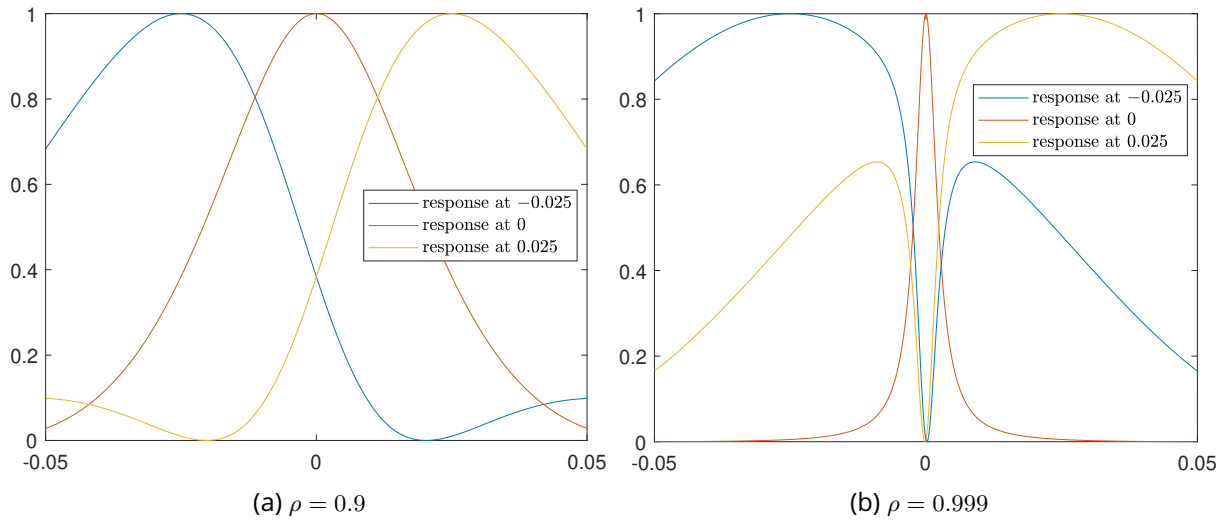 1
0.8
0.6
0.4
0.2
0
-0.05
0
0.05
response at −0.025
response at 0
response at 0.025
(a) ρ = 0.9
1
0.8
0.6
0.4
0.2
0
-0.05
0
0.05
response at −0.025
response at 0
response at 0.025
(b) ρ = 0.999